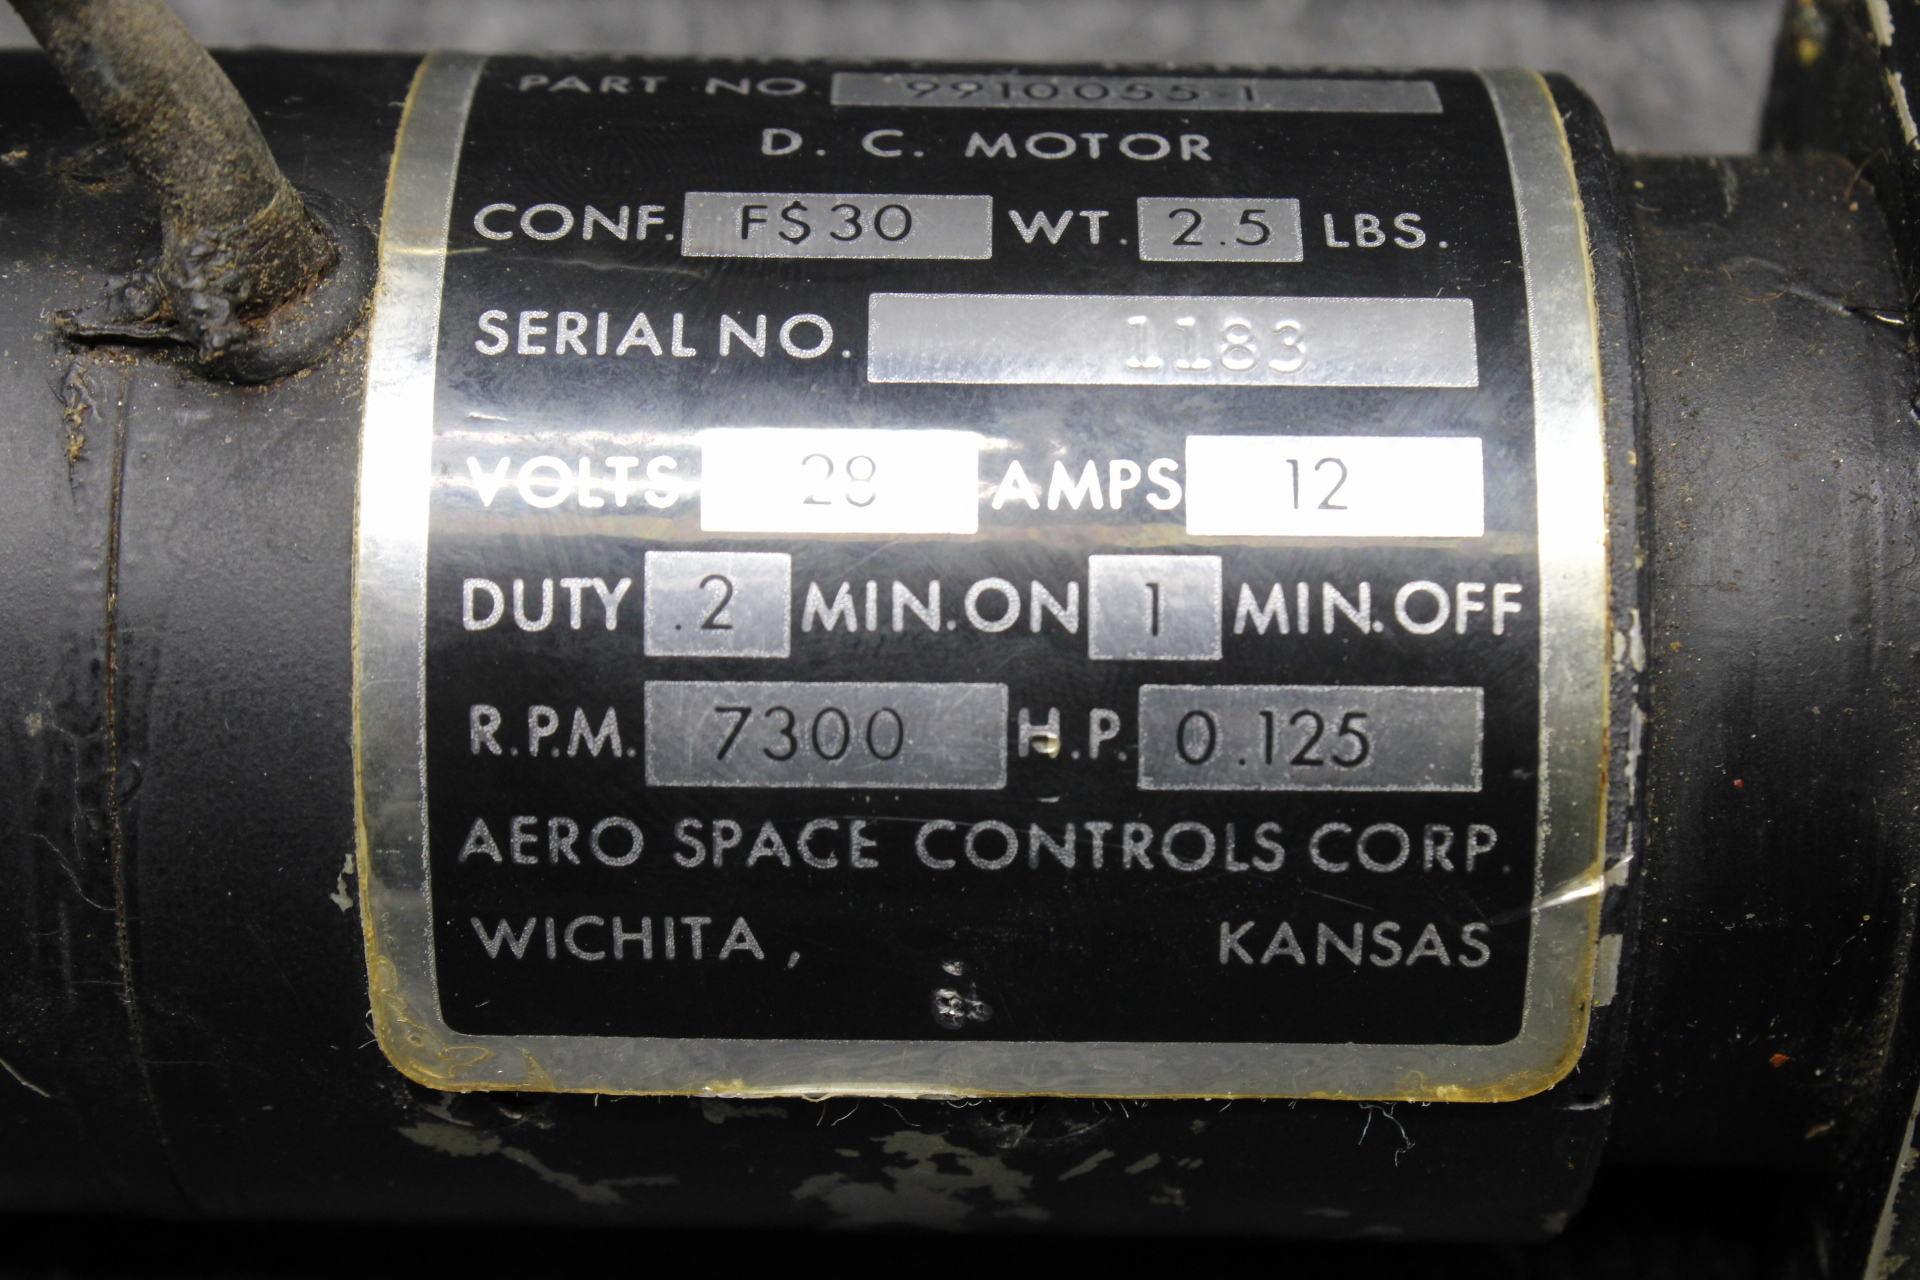 PART NO. 9910055-1
D. C. MOTOR
CONF. F$30 WT. 2.5 LBS.
SERIAL NO. 1183
VOLTS 28 AMPS 12
DUTY .2 MIN. ON 1 MIN. OFF
R.P.M. 7300 H.P. 0.125
AERO SPACE CONTROLS CORP.
WICHITA, KANSAS